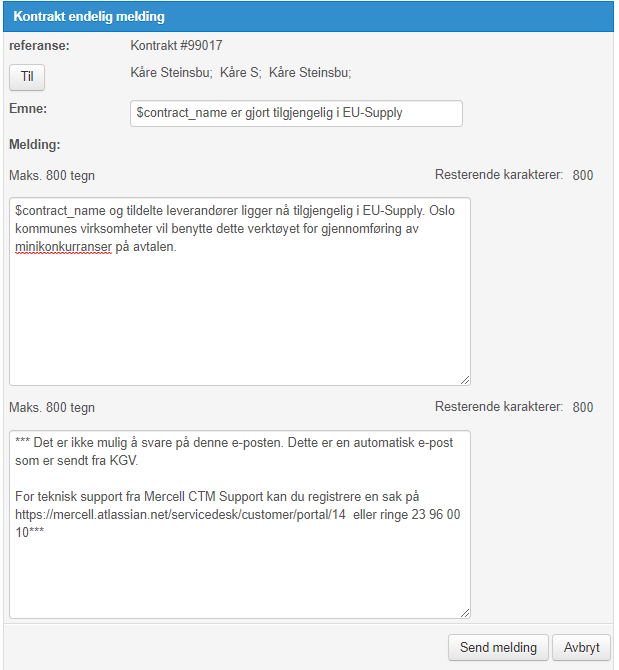 Kontrakt endelig melding
referanse: Kontrakt #99017
Til Kåre Steinsbu; Kåre S; Kåre Steinsbu;
Emne: $contract_name er gjort tilgjengelig i EU-Supply
Melding:
Maks. 800 tegn Resterende karakterer: 800
$contract_name og tildelte leverandører ligger nå tilgjengelig i EU-Supply. Oslo
kommunes virksomheter vil benytte dette verktøyet for gjennomføring av
minikonkurranser på avtalen.
Maks. 800 tegn Resterende karakterer: 800
*** Det er ikke mulig å svare på denne e-posten. Dette er en automatisk e-post
som er sendt fra KGV.
For teknisk support fra Mercell CTM Support kan du registrere en sak på
https://mercell.atlassian.net/servicedesk/customer/portal/14 eller ringe 23 96 00
10***
Send melding Avbryt